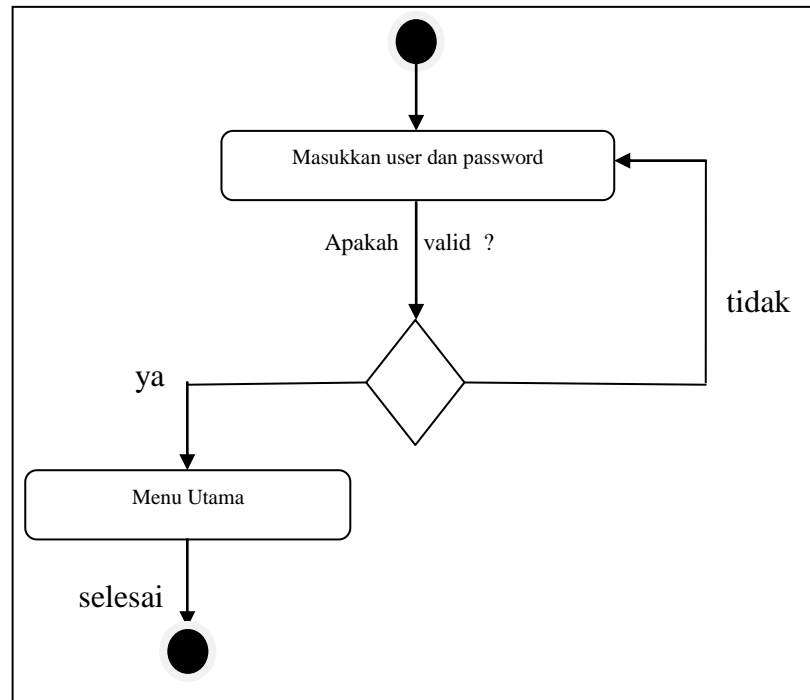 Masukkan user dan password
Apakah valid ?
tidak
ya
Menu Utama
selesai